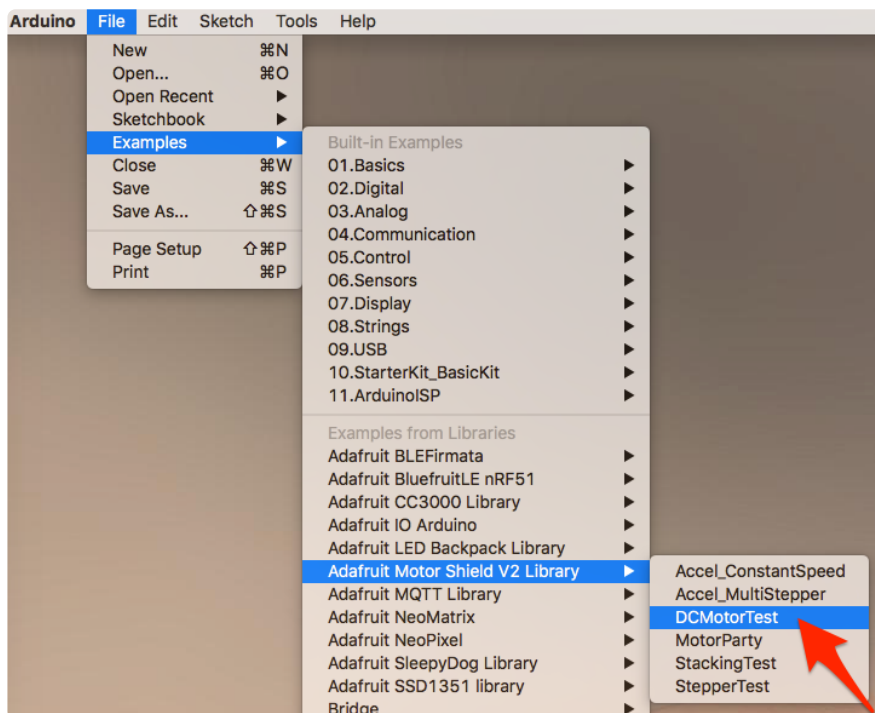 Arduino File Edit Sketch Tools Help
New ⌘N
Open... ⌘O
Open Recent ▶
Sketchbook ▶
Examples ▶
Close ⌘W
Save ⌘S
Save As... ⇧⌘S
Page Setup ⇧⌘P
Print ⌘P
Built-in Examples
01.Basics ▶
02.Digital ▶
03.Analog ▶
04.Communication ▶
05.Control ▶
06.Sensors ▶
07.Display ▶
08.Strings ▶
09.USB ▶
10.StarterKit_BasicKit ▶
11.ArduinoISP ▶
Examples from Libraries
Adafruit BLEFirmata ▶
Adafruit BluefruitLE nRF51 ▶
Adafruit CC3000 Library ▶
Adafruit IO Arduino ▶
Adafruit LED Backpack Library ▶
Adafruit Motor Shield V2 Library ▶
Adafruit MQTT Library ▶
Adafruit NeoMatrix ▶
Adafruit NeoPixel ▶
Adafruit SleepyDog Library ▶
Adafruit SSD1351 library ▶
Bridge ▶
Accel_ConstantSpeed
Accel_MultiStepper
DCMotorTest
MotorParty
StackingTest
StepperTest